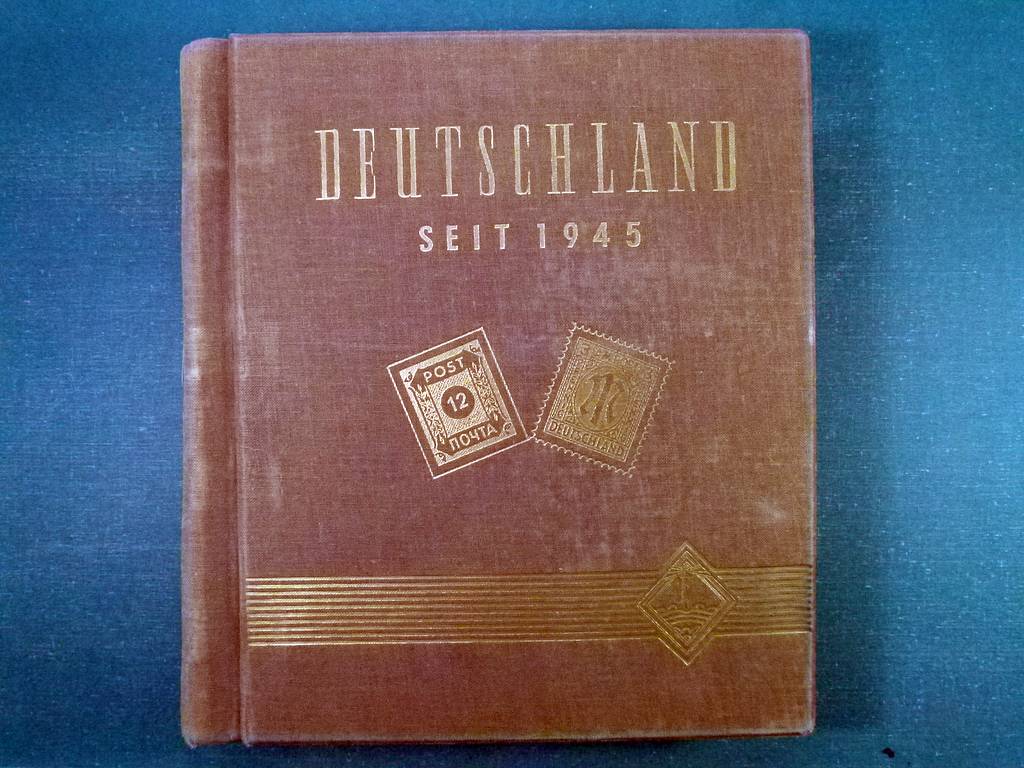 DEUTSCHLAND
SEIT 1945
POST
12
ПОЧТА
M
DEUTSCHLAND